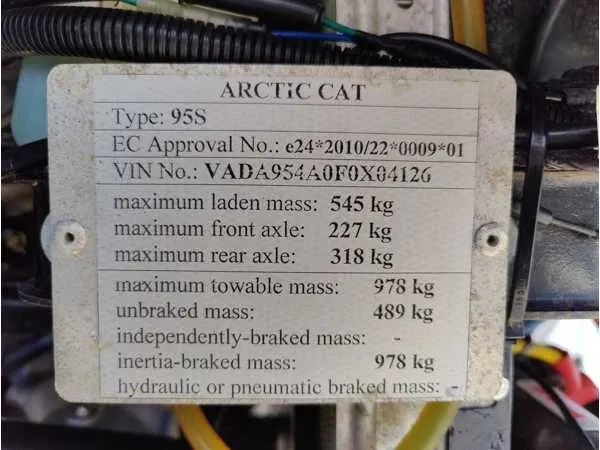 ARCTiC CAT
Type: 95S
EC Approval No.: e24*2010/22*0009*01
VIN No.: VADA954A0F0X04126
maximum laden mass: 545 kg
maximum front axle: 227 kg
maximum rear axle: 318 kg
maximum towable mass: 978 kg
unbraked mass: 489 kg
independently-braked mass: -
inertia-braked mass: 978 kg
hydraulic or pneumatic braked mass: -